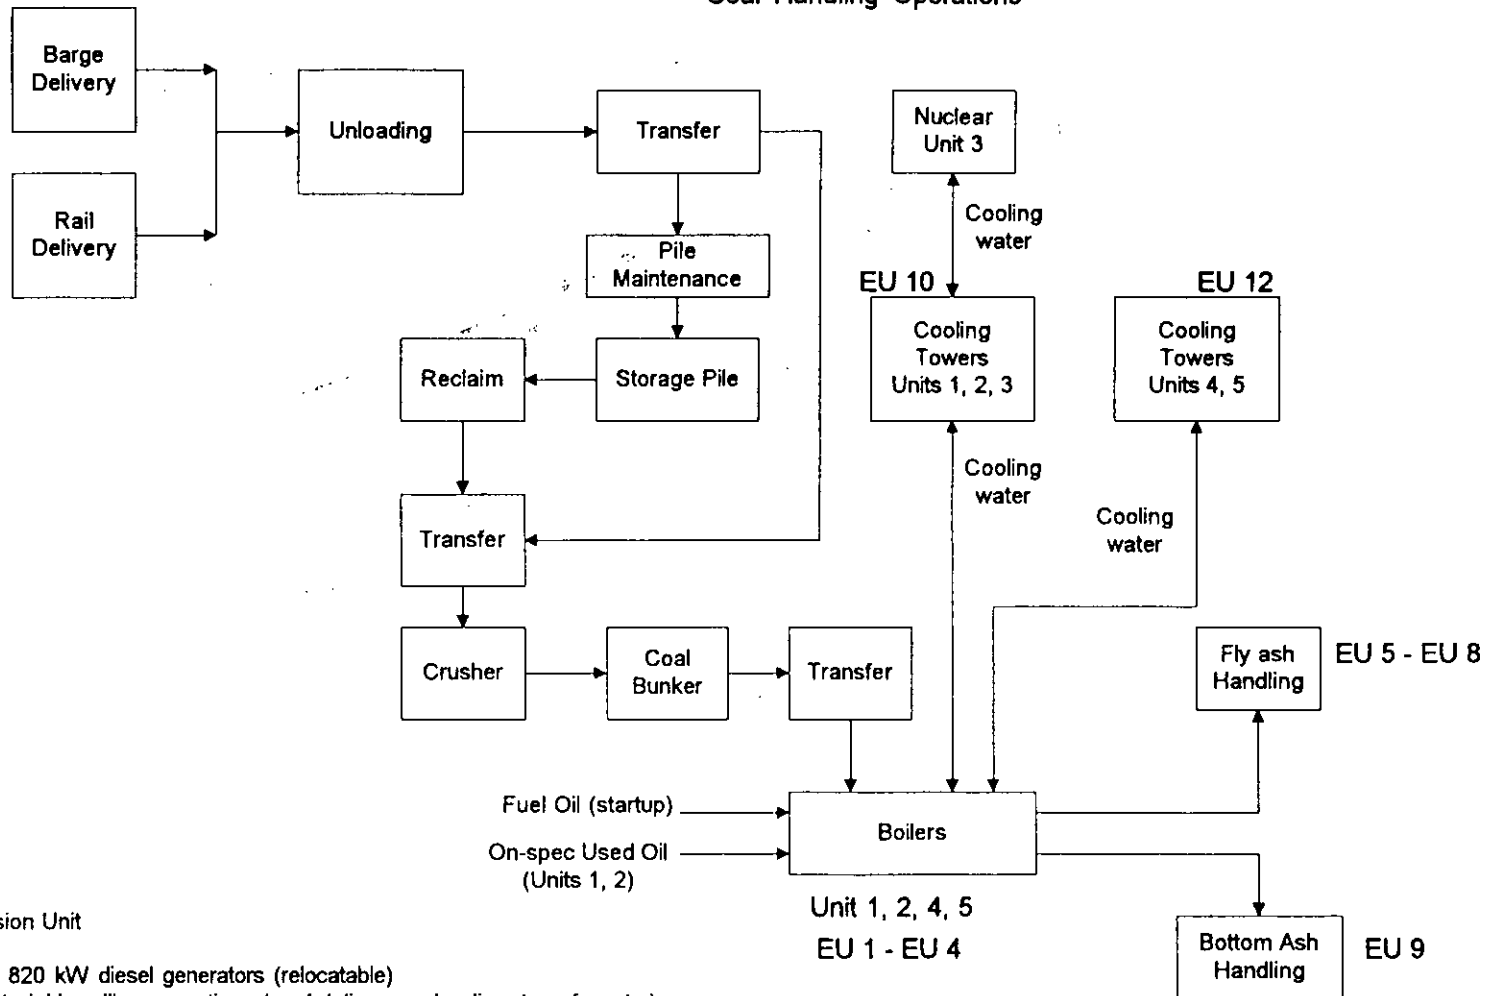 Coal Handling Operations
Barge
Delivery
Rail
Delivery
Unloading
Transfer
Nuclear
Unit 3
Cooling
water
Pile
Maintenance
EU 10
EU 12
Cooling
Towers
Units 1, 2, 3
Cooling
Towers
Units 4, 5
Reclaim
Storage Pile
Cooling
water
Cooling
water
Transfer
Crusher
Coal
Bunker
Transfer
Fly ash
Handling
EU 5 - EU 8
Fuel Oil (startup)
On-spec Used Oil
(Units 1, 2)
Boilers
Unit 1, 2, 4, 5
EU 1 - EU 4
Bottom Ash
Handling
EU 9
sion Unit
820 kW diesel generators (relocatable)